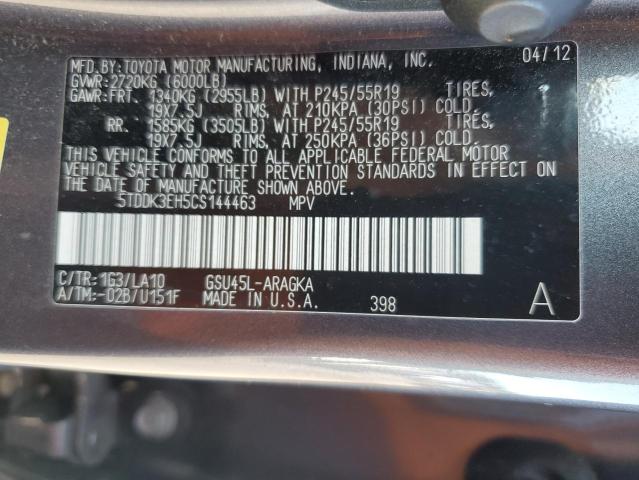 MFD.BY:TOYOTA MOTOR MANUFACTURING, INDIANA, INC. 04/12
GVWR:2720KG (6000LB)
GAWR:FRT. 1340KG (2955LB) WITH P245/55R19 TIRES,
19X7.5J RIMS, AT 210KPA (30PSI) COLD.
RR. 1585KG (3505LB) WITH P245/55R19 TIRES,
19X7.5J RIMS, AT 250KPA (36PSI) COLD.
THIS VEHICLE CONFORMS TO ALL APPLICABLE FEDERAL MOTOR
VEHICLE SAFETY AND THEFT PREVENTION STANDARDS IN EFFECT ON
THE DATE OF MANUFACTURE SHOWN ABOVE.
5TDDK3EH5CS144463 MPV
C/TR:1G3/LA10 GSU45L-ARAGKA
A/TM:-02B/U151F MADE IN U.S.A. 398 A